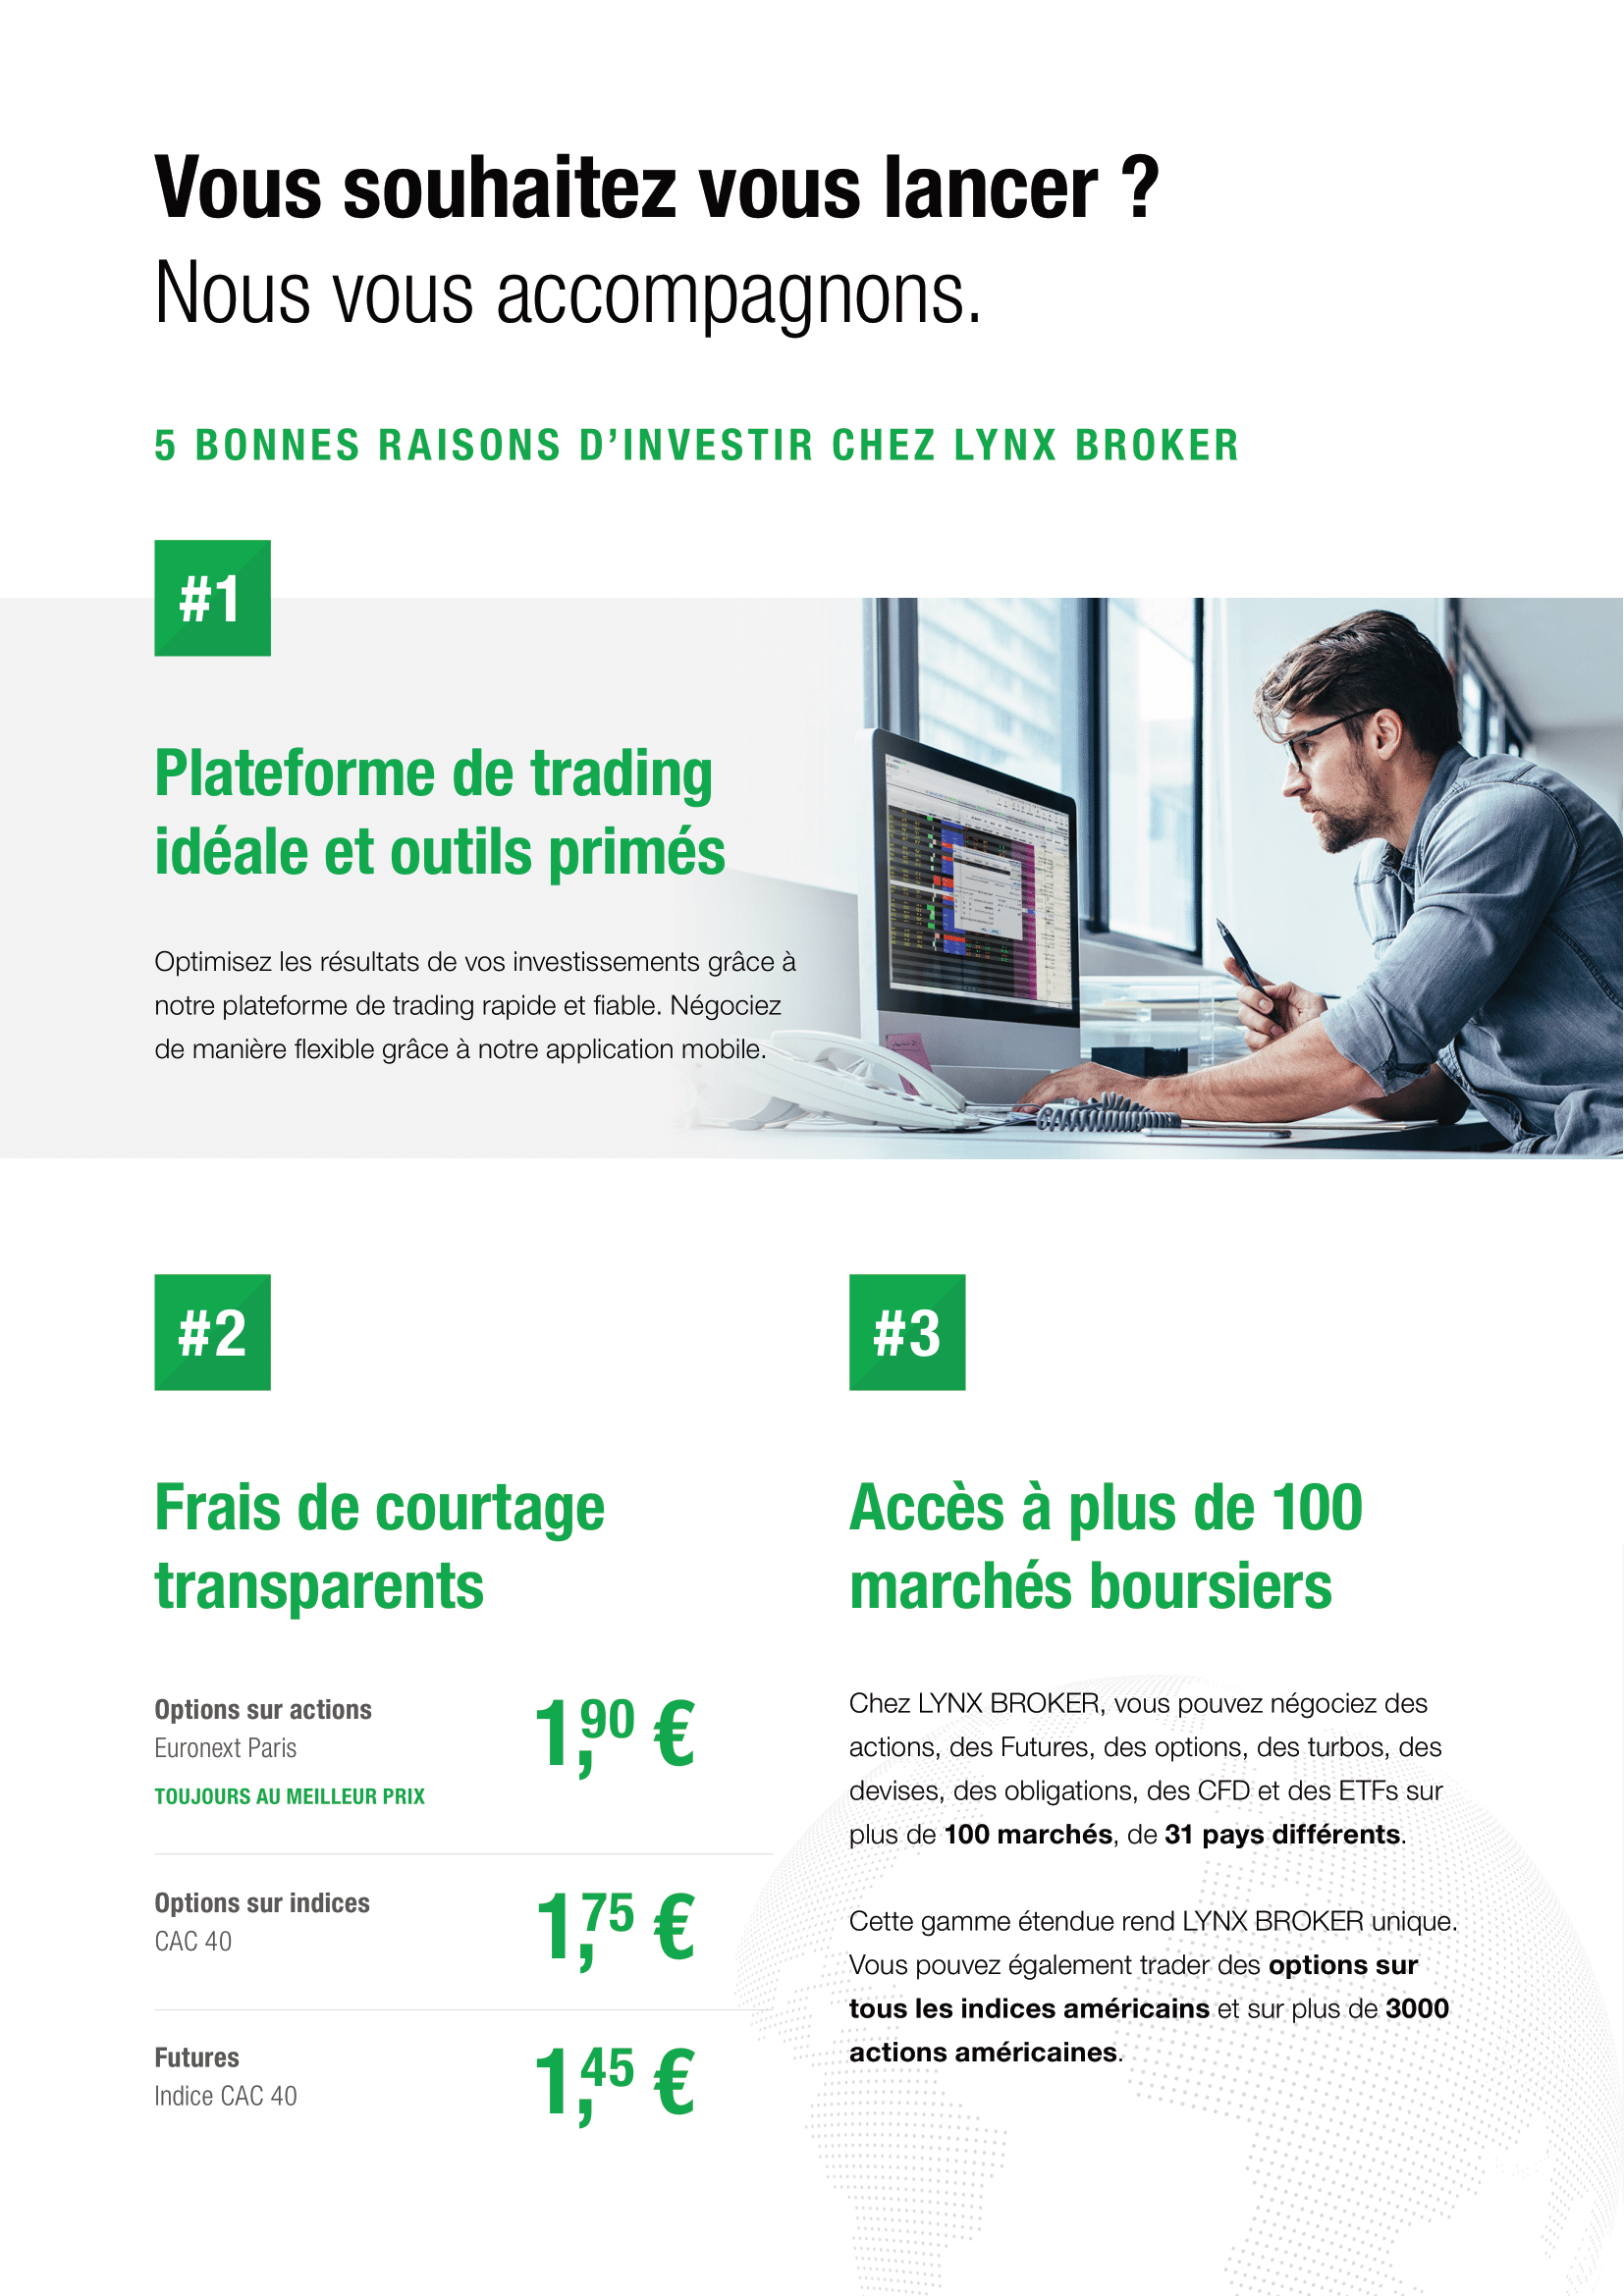 Vous souhaitez vous lancer ?
Nous vous accompagnons.
5 BONNES RAISONS D’INVESTIR CHEZ LYNX BROKER
#1
Plateforme de trading
idéale et outils primés
Optimisez les résultats de vos investissements grâce à
notre plateforme de trading rapide et fiable. Négociez
de manière flexible grâce à notre application mobile.
#2
Frais de courtage
transparents
Options sur actions
Euronext Paris
TOUJOURS AU MEILLEUR PRIX
1,90 €
Options sur indices
CAC 40
1,75 €
Futures
Indice CAC 40
1,45 €
#3
Accès à plus de 100
marchés boursiers
Chez LYNX BROKER, vous pouvez négociez des
actions, des Futures, des options, des turbos, des
devises, des obligations, des CFD et des ETFs sur
plus de 100 marchés, de 31 pays différents.
Cette gamme étendue rend LYNX BROKER unique.
Vous pouvez également trader des options sur
tous les indices américains et sur plus de 3000
actions américaines.